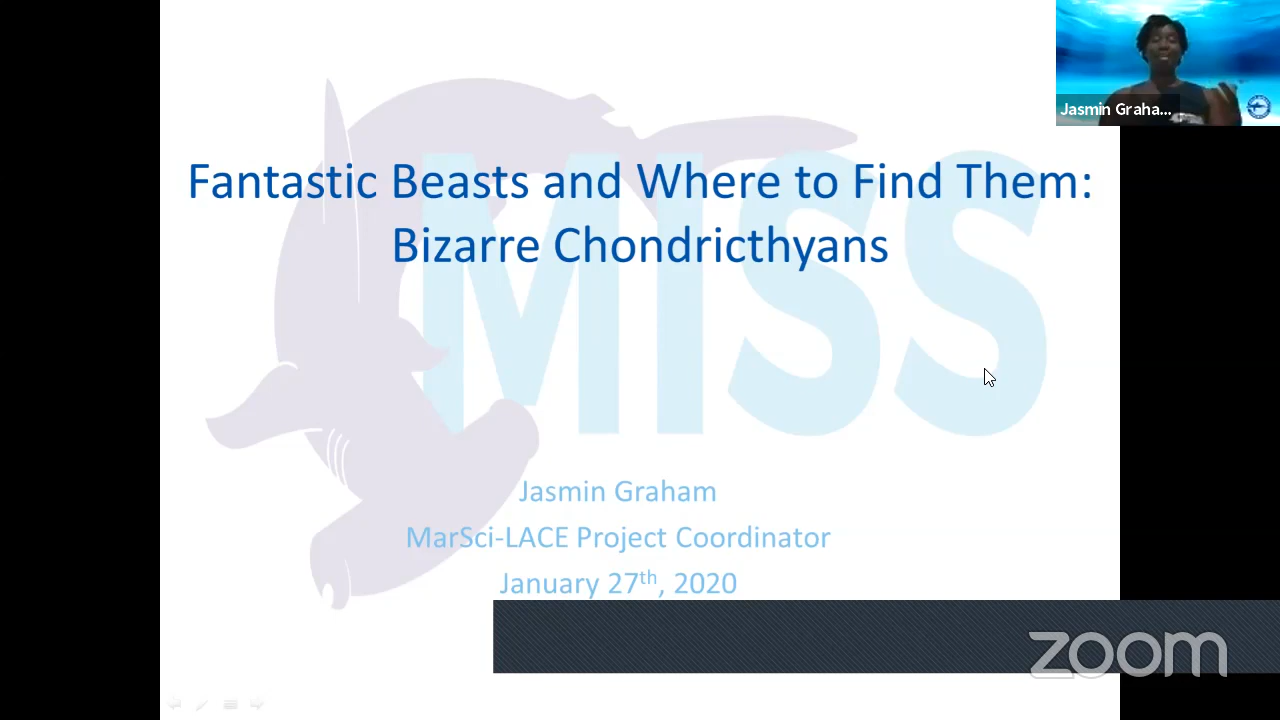 Jasmin Graha...
MISS
Fantastic Beasts and Where to Find Them:
Bizarre Chondricthyans
Jasmin Graham
MarSci-LACE Project Coordinator
January 27th, 2020
zoom